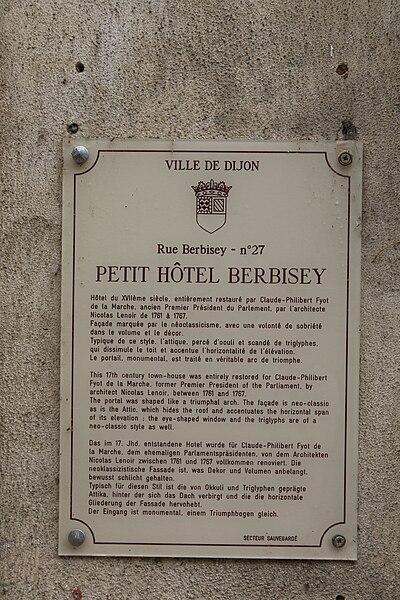 VILLE DE DIJON
Rue Berbisey - n°27
PETIT HÔTEL BERBISEY
Hôtel du XVIIème siècle, entièrement restauré par Claude-Philibert Fyot
de la Marche, ancien Premier Président du Parlement, par l'architecte
Nicolas Lenoir de 1761 à 1767.
Façade marquée par le néoclassicisme, avec une volonté de sobriété
dans le volume et le décor.
Typique de ce style, l'attique, percé d'oculi et scandé de triglyphes,
qui dissimule le toit et accentue l'horizontalité de l'élévation.
Le portail, monumental, est traité en véritable arc de triomphe.
This 17th century town-house was entirely restored for Claude-Philibert
Fyot de la Marche, former Premier President of the Parliament, by
architect Nicolas Lenoir, between 1761 and 1767.
The portal was shaped like a triumphal arch. The façade is neo-classic
as is the Attic, which hides the roof and accentuates the horizontal span
of its elevation ; the eye-shaped window and the triglyphs are of a
neo-classic style as well.
Das im 17. Jhd. entstandene Hotel wurde für Claude-Philibert Fyot de
la Marche, dem ehemaligen Parlamentspräsidenten, von dem Architekten
Nicolas Lenoir zwischen 1761 und 1767 vollkommen renoviert. Die
neoklassizistische Fassade ist, was Dekor und Volumen anbelangt,
bewusst schlicht gehalten.
Typisch für diesen Stil ist die von Okkuli und Triglyphen geprägte
Attika, hinter der sich das Dach verbirgt und die die horizontale
Gliederung der Fassade hervohebt.
Der Eingang ist monumental, einem Triumphbogen gleich.
SECTEUR SAUVEGARDÉ